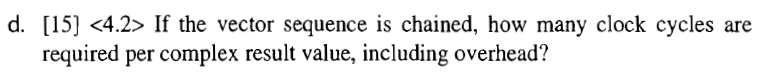 d. [15] <4.2> If the vector sequence is chained, how many clock cycles are
required per complex result value, including overhead?